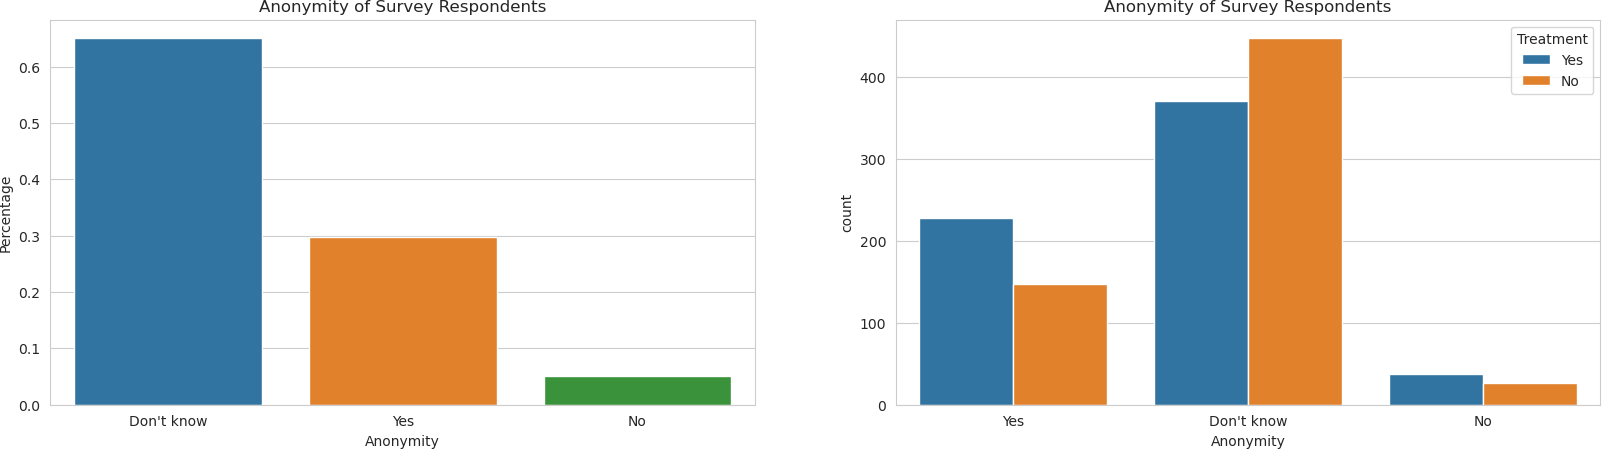 Anonymity of Survey Respondents
Percentage
0.6
0.5
0.4
0.3
0.2
0.1
0.0
Don't know Yes No
Anonymity
Anonymity of Survey Respondents
Treatment
Yes
No
count
400
300
200
100
0
Yes Don't know No
Anonymity